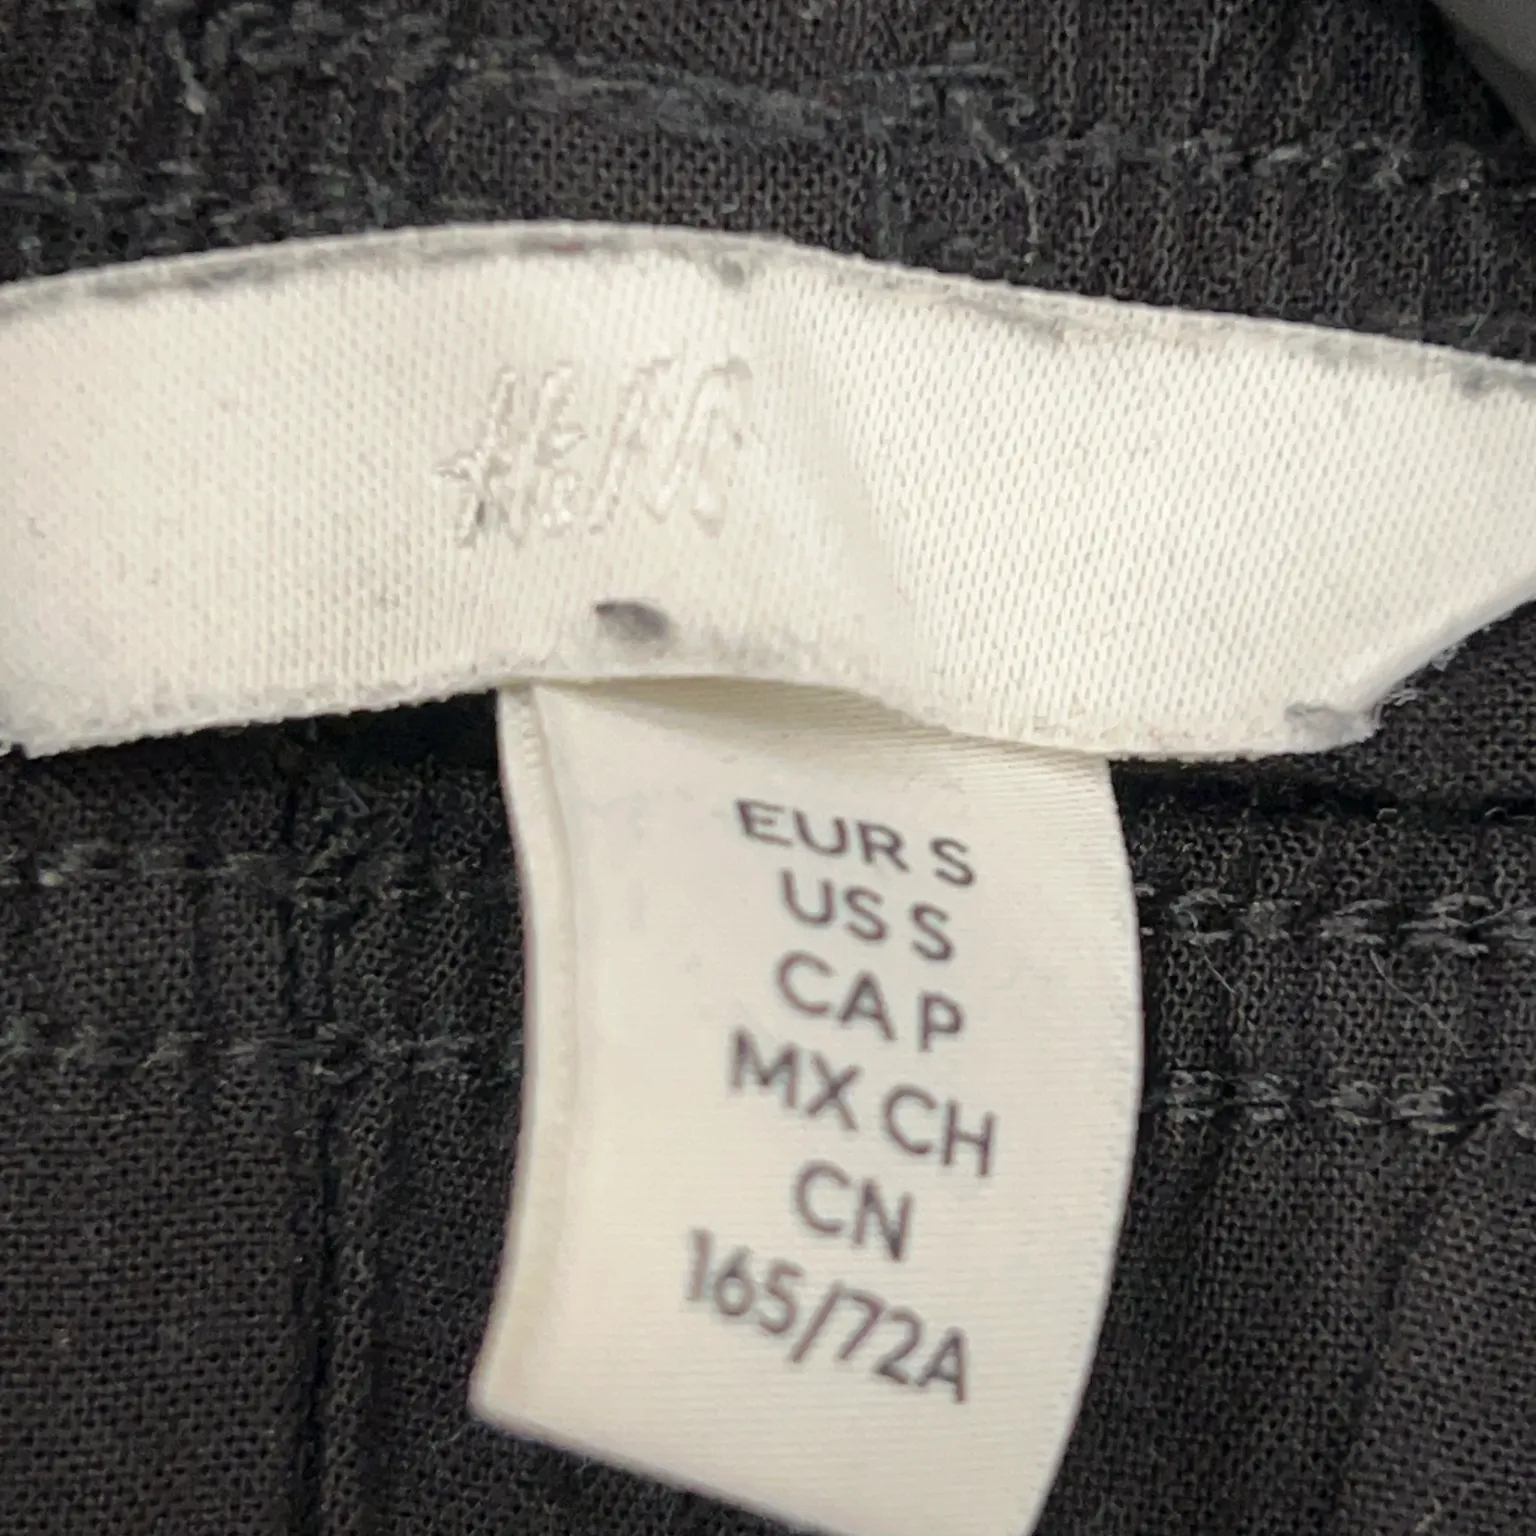 H&M
EUR S
US S
CA P
MX CH
CN
165/72A